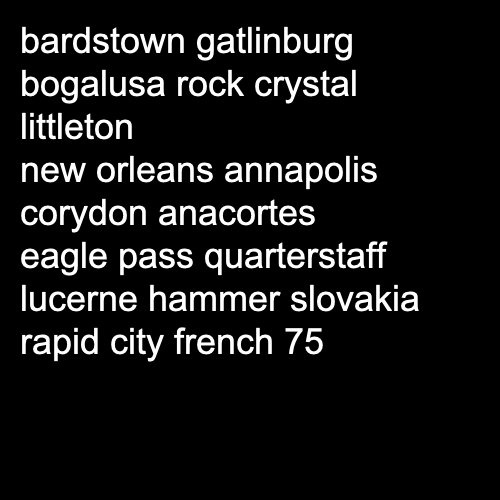 bardstown gatlinburg
bogalusa rock crystal
littleton
new orleans annapolis
corydon anacortes
eagle pass quarterstaff
lucerne hammer slovakia
rapid city french 75